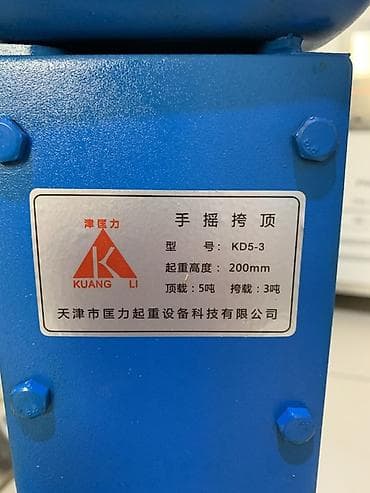 津匡力
K
KUANG LI
手摇挎顶
型 号: KD5-3
起重高度: 200mm
顶载: 5吨 挎载: 3吨
天津市匡力起重设备科技有限公司